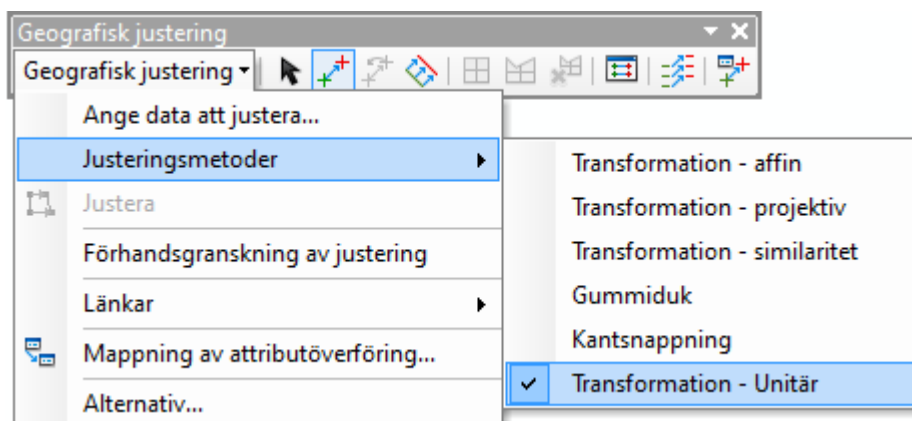 Geografisk justering
Geografisk justering
Ange data att justera...
Justeringsmetoder
Justera
Förhandsgranskning av justering
Länkar
Mappning av attributöverföring...
Alternativ...
Transformation - affin
Transformation - projektiv
Transformation - similaritet
Gummiduk
Kantsnappning
Transformation - Unitär